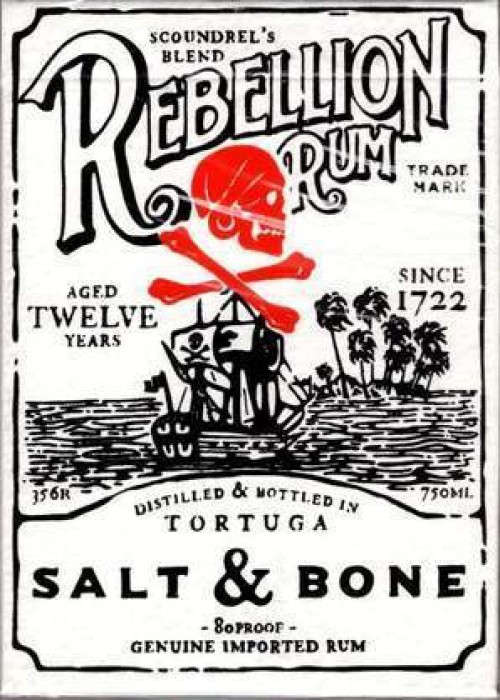 SCOUNDREL'S
BLEND
REBELLION
RUM
TRADE
MARK
AGED
TWELVE
YEARS
SINCE
1722
356R
750ML
DISTILLED & BOTTLED IN
TORTUGA
SALT & BONE
- 80PROOF -
GENUINE IMPORTED RUM